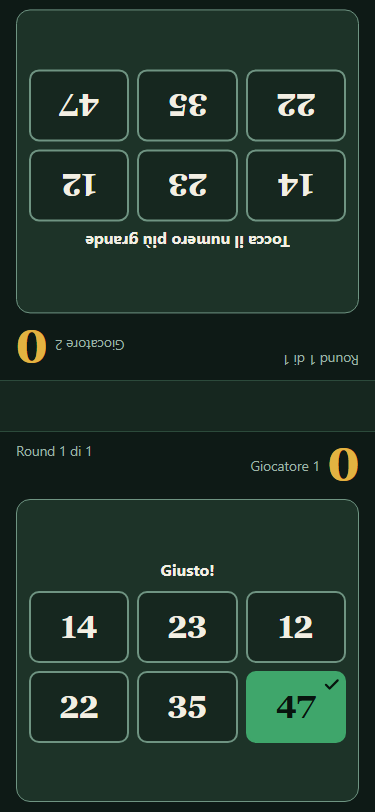 47 35 22
12 23 14
Tocca il numero più grande
0 Giocatore 2 Round 1 di 1
Round 1 di 1 Giocatore 1 0
Giusto!
14 23 12
22 35 47